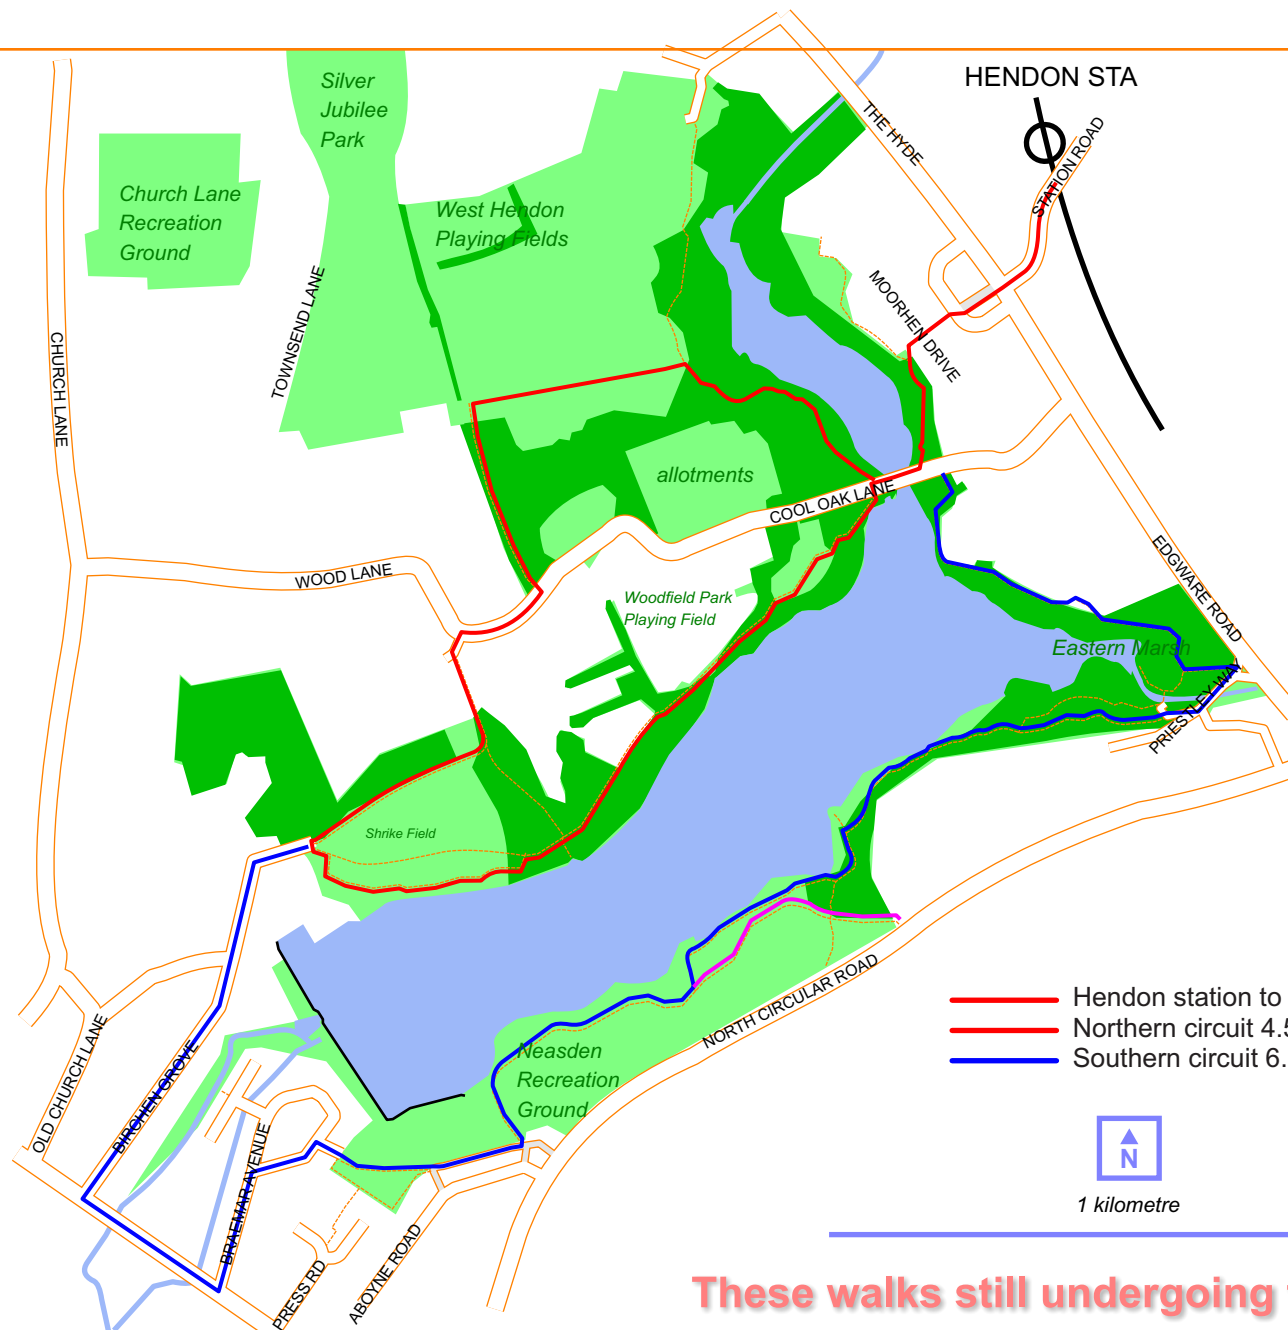 HENDON STA
Silver
Jubilee
Park
THE HYDE
STATION ROAD
Church Lane
Recreation
Ground
West Hendon
Playing Fields
TOWNSEND LANE
MOORHEN DRIVE
CHURCH LANE
allotments
COOL OAK LANE
WOOD LANE
EDGWARE ROAD
Woodfield Park
Playing Field
Eastern Marsh
PRIESTLEY WAY
Shrike Field
NORTH CIRCULAR ROAD
Hendon station to
Northern circuit 4.5
Southern circuit 6.
OLD CHURCH LANE
BIRCHEN GROVE
Neasden
Recreation
Ground
BRAEMAR AVENUE
N
1 kilometre
PRESS RD
ABOYNE ROAD
These walks still undergoing